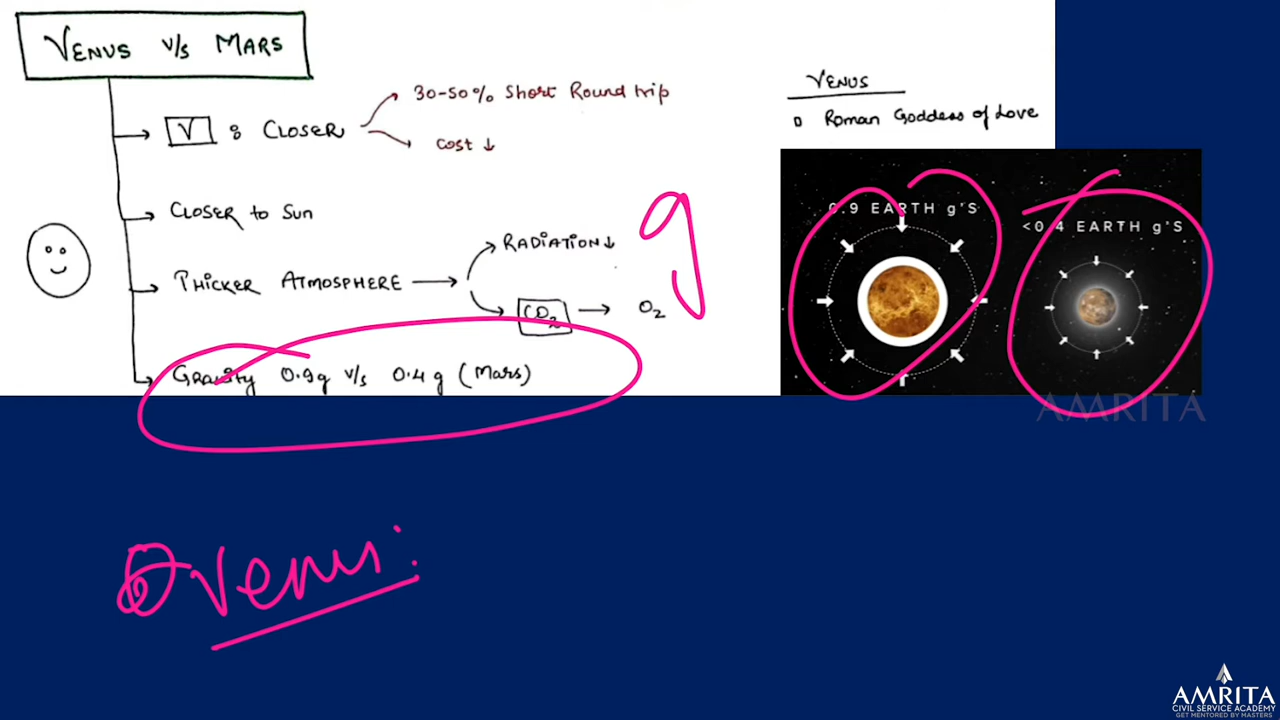 VENUS v/s MARS
V : CLOSER
30-50% Short Round trip
Cost ↓
CLOSER to Sun
THICKER ATMOSPHERE
RADIATION↓
CO2 → O2
Gravity 0.9g v/s 0.4g (Mars)
VENUS
Roman Goddess of Love
0.9 EARTH g'S
<0.4 EARTH g'S
g
Venus:
AMRITA
AMRITA
CIVIL SERVICE ACADEMY
GET MENTORED BY MASTERS